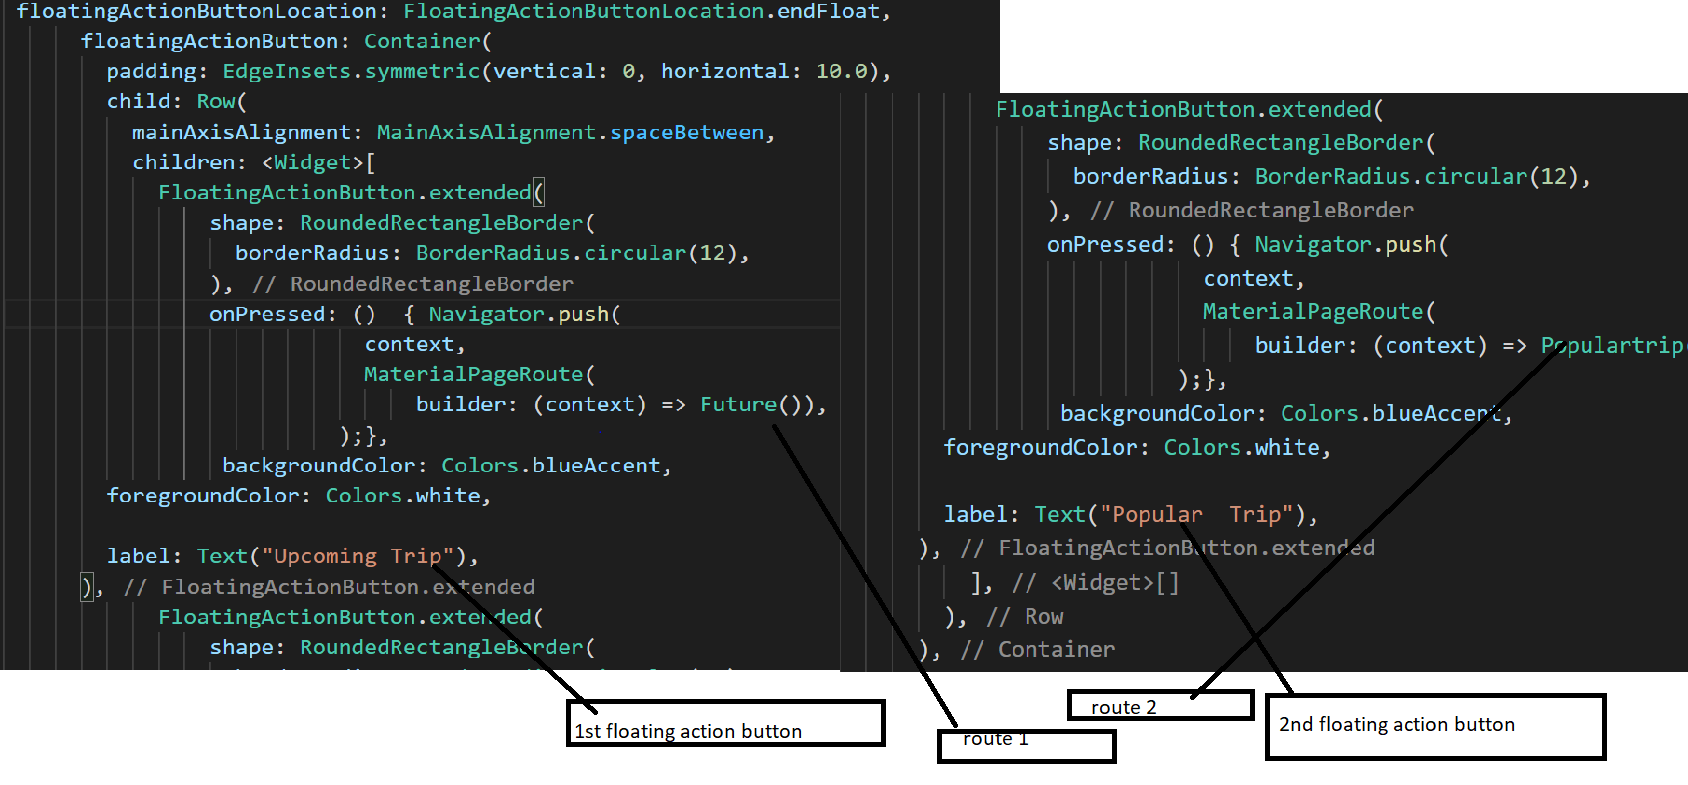 floatingActionButtonLocation: FloatingActionButtonLocation.endFloat,
floatingActionButton: Container(
padding: EdgeInsets.symmetric(vertical: 0, horizontal: 10.0),
child: Row(
mainAxisAlignment: MainAxisAlignment.spaceBetween,
children: <Widget>[
FloatingActionButton.extended(
shape: RoundedRectangleBorder(
borderRadius: BorderRadius.circular(12),
), // RoundedRectangleBorder
onPressed: ()  { Navigator.push(
context,
MaterialPageRoute(
builder: (context) => Future()),
);},
backgroundColor: Colors.blueAccent,
foregroundColor: Colors.white,
label: Text("Upcoming Trip"),
), // FloatingActionButton.extended
FloatingActionButton.extended(
shape: RoundedRectangleBorder(
FloatingActionButton.extended(
shape: RoundedRectangleBorder(
borderRadius: BorderRadius.circular(12),
), // RoundedRectangleBorder
onPressed: () { Navigator.push(
context,
MaterialPageRoute(
builder: (context) => Populartrip
);},
backgroundColor: Colors.blueAccent,
foregroundColor: Colors.white,
label: Text("Popular  Trip"),
), // FloatingActionButton.extended
], // <Widget>[]
), // Row
), // Container
1st floating action button
route 1
route 2
2nd floating action button